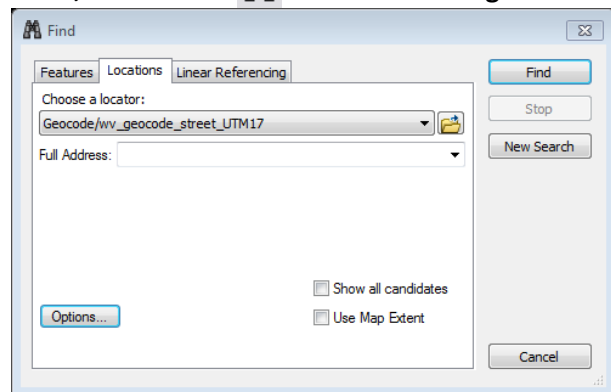 Find
Features Locations Linear Referencing
Choose a locator:
Geocode/wv_geocode_street_UTM17
Full Address:
Show all candidates
Use Map Extent
Options...
Find
Stop
New Search
Cancel